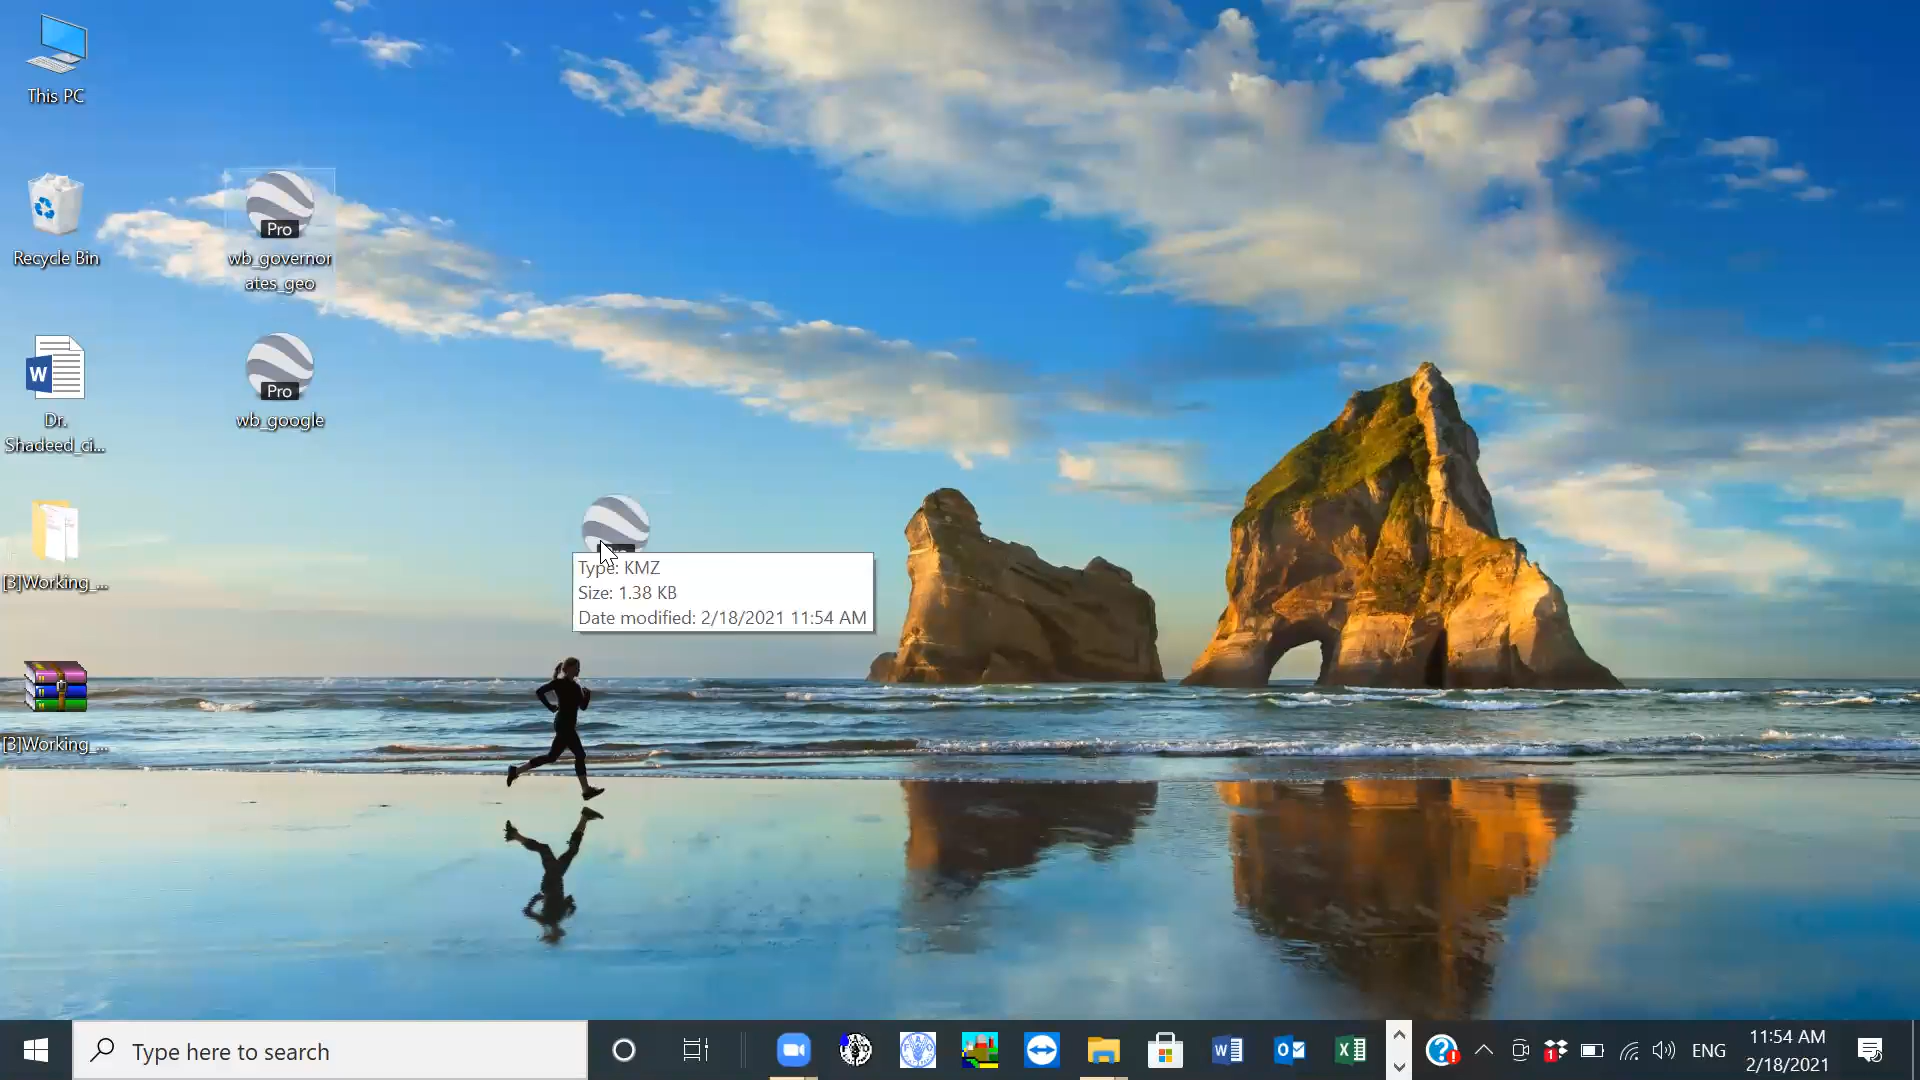 This PC
Pro
wb_governor
ates_geo
Recycle Bin
Pro
wb_google
W
Dr.
Shadeed_ci...
[3]Working_...
Type: KMZ
Size: 1.38 KB
Date modified: 2/18/2021 11:54 AM
[3]Working_...
Type here to search
ENG
11:54 AM
2/18/2021